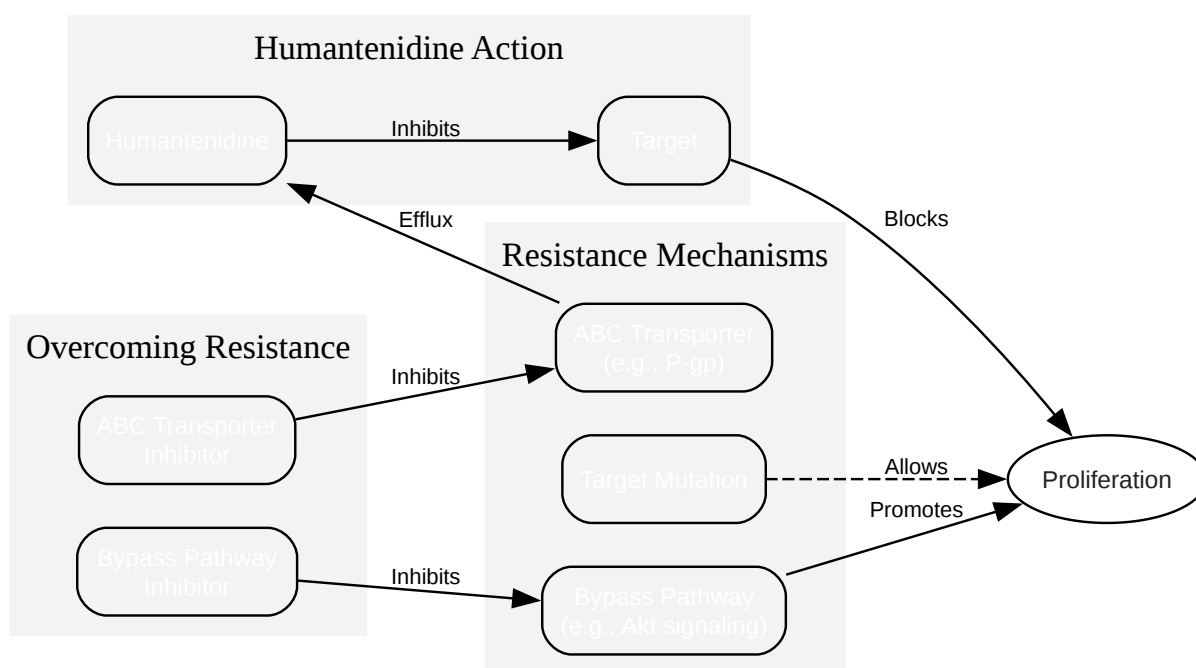 Humantenidine Action
Humantenidine
Inhibits
Target
Efflux
Blocks
Resistance Mechanisms
ABC Transporter
(e.g., P-gp)
Overcoming Resistance
Inhibits
ABC Transporter
Inhibitor
Target Mutation
Allows
Proliferation
Promotes
Bypass Pathway
Inhibitor
Inhibits
Bypass Pathway
(e.g., Akt signaling)